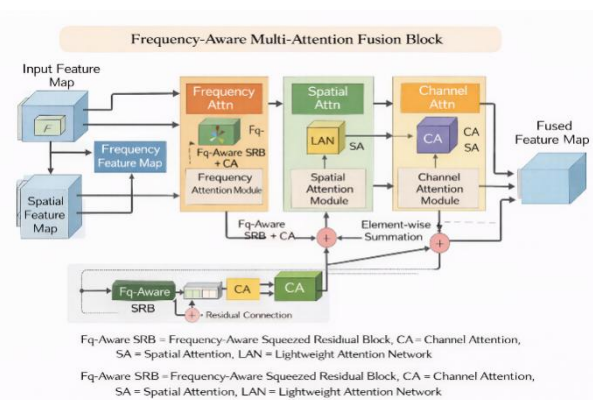 Frequency-Aware Multi-Attention Fusion Block
Input Feature
Map
F
Frequency
Feature Map
Spatial
Feature
Map
Frequency
Attn
Fq-
Fq-Aware SRB
+ CA
Frequency
Attention Module
Spatial
Attn
LAN
SA
Spatial
Attention
Module
Channel
Attn
CA
CA
SA
Channel
Attention
Module
Fused
Feature Map
Fq-Aware
SRB + CA
+
Element-wise
Summation
+
Fq-Aware
SRB
CA
CA
+
Residual Connection
Fq-Aware SRB = Frequency-Aware Squeezed Residual Block, CA = Channel Attention,
SA = Spatial Attention, LAN = Lightweight Attention Network
Fq-Aware SRB = Frequency-Aware Squeezed Residual Block, CA = Channel Attention,
SA = Spatial Attention, LAN = Lightweight Attention Network